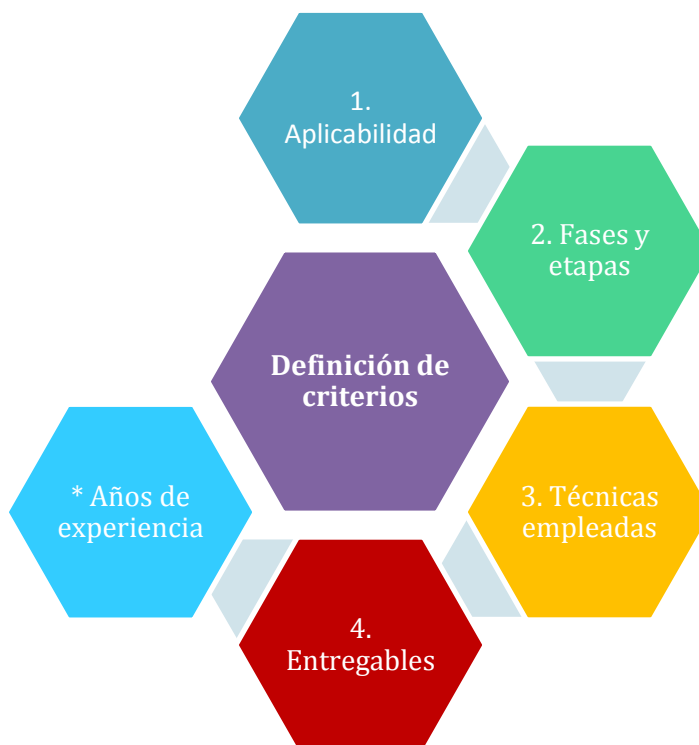 1.
Aplicabilidad
2. Fases y
etapas
Definición de
criterios
* Años de
experiencia
3. Técnicas
empleadas
4.
Entregables